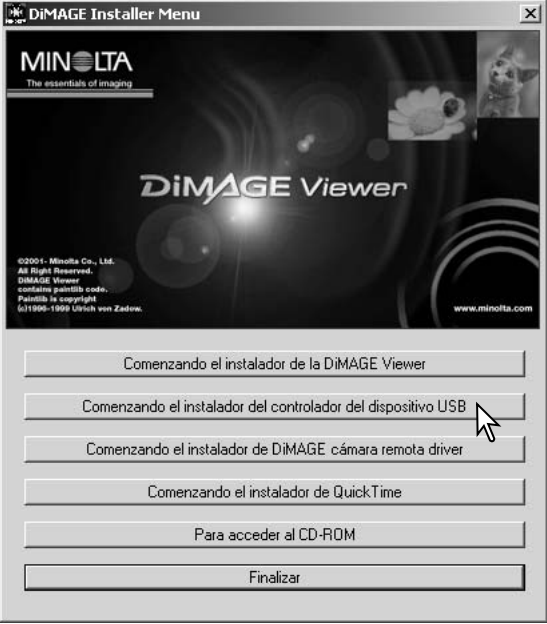 DiMAGE Installer Menu
MINOLTA
The essentials of imaging
DiMAGE Viewer
©2001- Minolta Co., Ltd.
All Right Reserved.
DiMAGE Viewer
contains paintlib code.
Paintlib is copyright
(c)1996-1999 Ulrich von Zadow.
www.minolta.com
Comenzando el instalador de la DiMAGE Viewer
Comenzando el instalador del controlador del dispositivo USB
Comenzando el instalador de DiMAGE cámara remota driver
Comenzando el instalador de QuickTime
Para acceder al CD-ROM
Finalizar